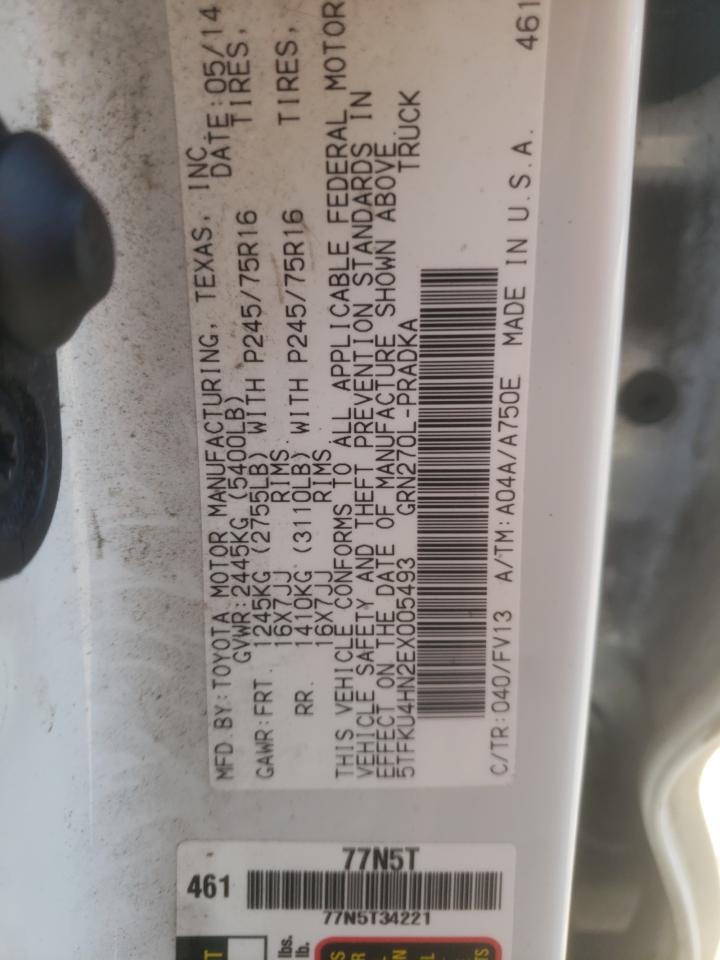 MFD.BY:TOYOTA MOTOR MANUFACTURING, TEXAS, INC
GVWR:2445KG (5400LB) DATE:05/14
GAWR:FRT. 1245KG (2755LB) WITH P245/75R16 TIRES,
16X7JJ RIMS
RR. 1410KG (3110LB) WITH P245/75R16 TIRES,
16X7JJ RIMS
THIS VEHICLE CONFORMS TO ALL APPLICABLE FEDERAL MOTOR
VEHICLE SAFETY AND THEFT PREVENTION STANDARDS IN
EFFECT ON THE DATE OF MANUFACTURE SHOWN ABOVE.
5TFKU4HN2EX005493 GRN270L-PRADKA TRUCK
C/TR:040/FV13 A/TM:A04A/A750E MADE IN U.S.A. 461
77N5T
461
77N5T34221
lbs.
lb.